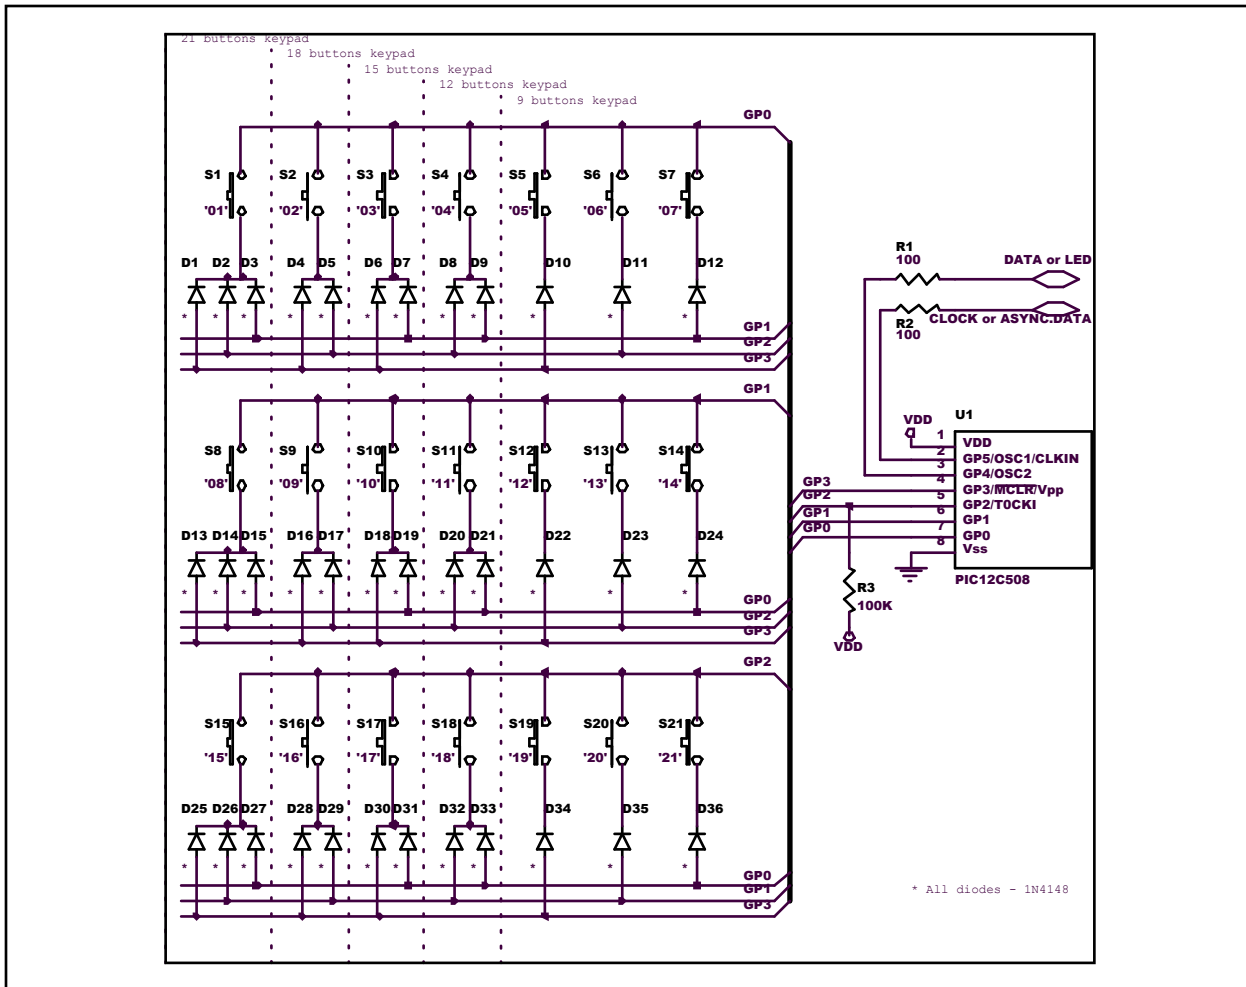 21 buttons keypad
18 buttons keypad
15 buttons keypad
12 buttons keypad
9 buttons keypad
GP0
S1 S2 S3 S4 S5 S6 S7
'01' '02' '03' '04' '05' '06' '07'
D1 D2 D3 D4 D5 D6 D7 D8 D9 D10 D11 D12
* * * * * * * * * * * *
GP1
GP2
GP3
GP1
S8 S9 S10 S11 S12 S13 S14
'08' '09' '10' '11' '12' '13' '14'
D13 D14 D15 D16 D17 D18 D19 D20 D21 D22 D23 D24
* * * * * * * * * * * *
GP0
GP2
GP3
GP2
S15 S16 S17 S18 S19 S20 S21
'15' '16' '17' '18' '19' '20' '21'
D25 D26 D27 D28 D29 D30 D31 D32 D33 D34 D35 D36
* * * * * * * * * * * *
GP0
GP1
GP3
R1
100
DATA or LED
R2
100
CLOCK or ASYNC.DATA
U1
VDD
1 VDD
2 GP5/OSC1/CLKIN
3 GP4/OSC2
4 GP3/MCLR/Vpp
5 GP2/T0CKI
6 GP1
7 GP0
8 Vss
PIC12C508
GP3
GP2
GP1
GP0
R3
100K
VDD
* All diodes - 1N4148